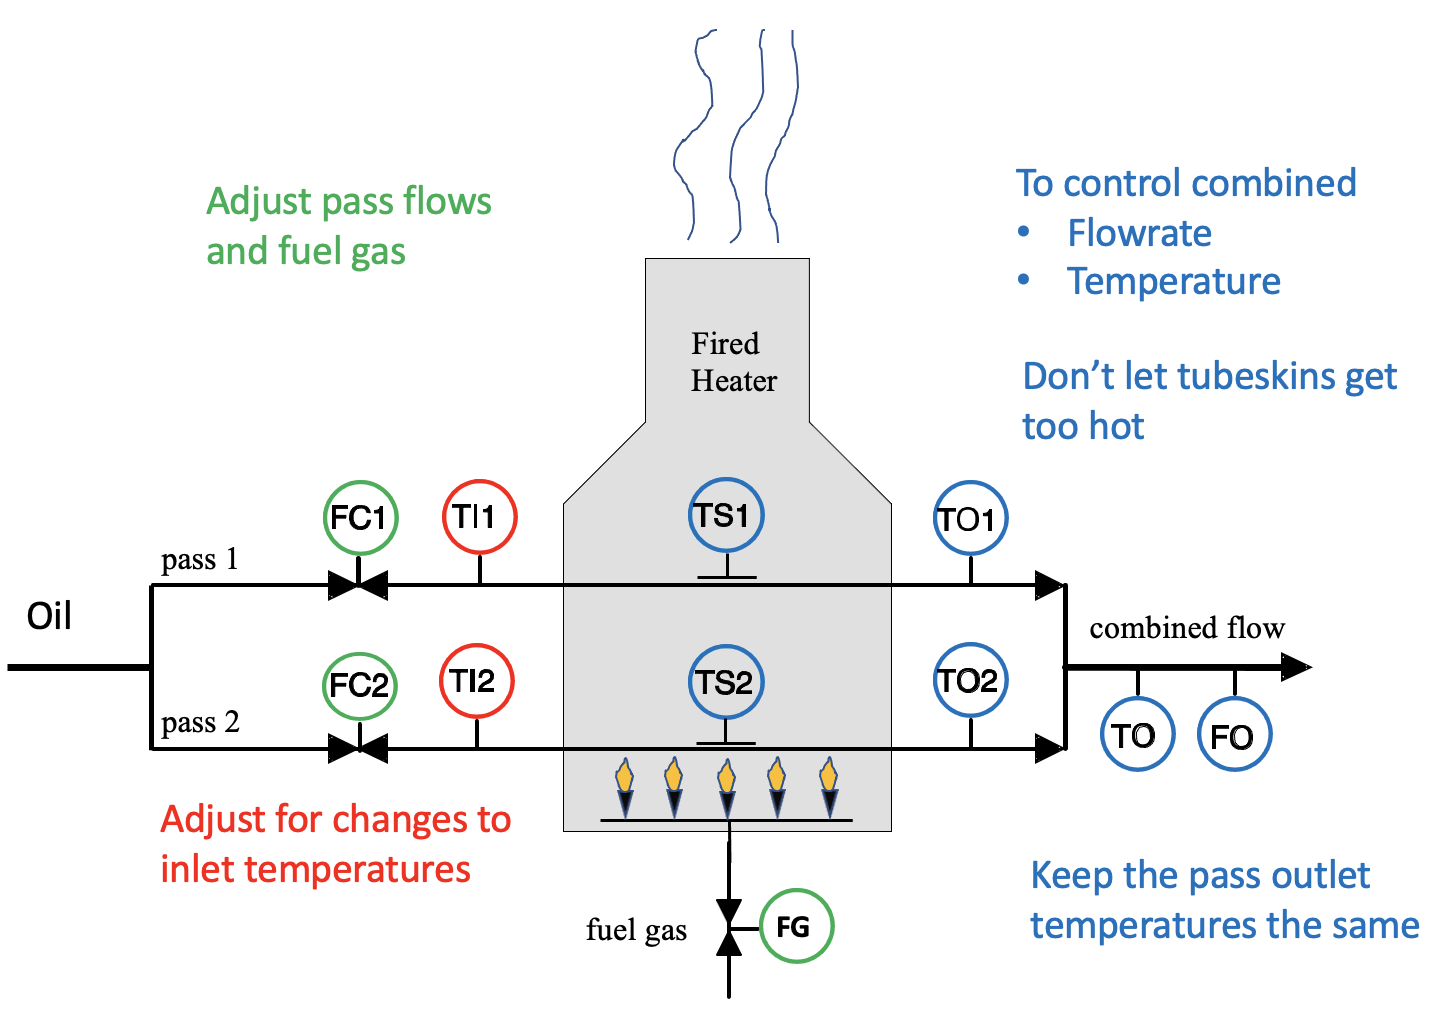 Adjust pass flows
and fuel gas
To control combined
• Flowrate
• Temperature
Fired
Heater
Don’t let tubeskins get
too hot
FC1
TI1
TS1
TO1
pass 1
Oil
combined flow
FC2
TI2
TS2
TO2
pass 2
TO
FO
Adjust for changes to
inlet temperatures
Keep the pass outlet
temperatures the same
fuel gas
FG